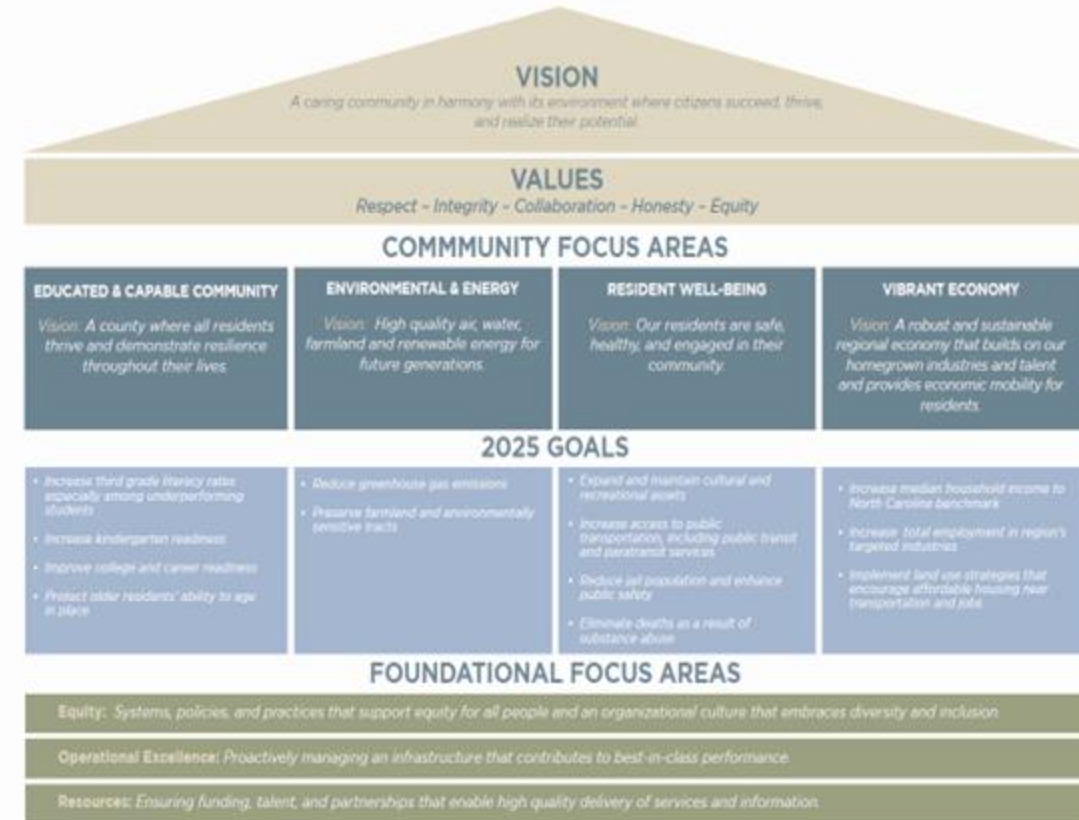 VISION
A caring community in harmony with its environment where citizens succeed, thrive,
and realize their potential.
VALUES
Respect - Integrity - Collaboration - Honesty - Equity
COMMMUNITY FOCUS AREAS
EDUCATED & CAPABLE COMMUNITY
Vision: A county where all residents
thrive and demonstrate resilience
throughout their lives.
ENVIRONMENTAL & ENERGY
Vision: High quality air, water,
farmland and renewable energy for
future generations.
RESIDENT WELL-BEING
Vision: Our residents are safe,
healthy, and engaged in their
community.
VIBRANT ECONOMY
Vision: A robust and sustainable
regional economy that builds on our
homegrown industries and talent
and provides economic mobility for
residents.
2025 GOALS
• Increase third grade literacy rates
especially among underperforming
students
• Increase kindergarten readiness
• Improve college and career readiness
• Protect older residents' ability to age
in place
• Reduce greenhouse gas emissions
• Preserve farmland and environmentally
sensitive tracts
• Expand and maintain cultural and
recreational assets
• Increase access to public
transportation, including public transit
and paratransit services
• Reduce jail population and enhance
public safety
• Eliminate deaths as a result of
substance abuse
• Increase median household income to
North Carolina benchmark
• Increase total employment in region's
targeted industries
• Implement land use strategies that
encourage affordable housing near
transportation and jobs
FOUNDATIONAL FOCUS AREAS
Equity: Systems, policies, and practices that support equity for all people and an organizational culture that embraces diversity and inclusion.
Operational Excellence: Proactively managing an infrastructure that contributes to best-in-class performance.
Resources: Ensuring funding, talent, and partnerships that enable high quality delivery of services and information.